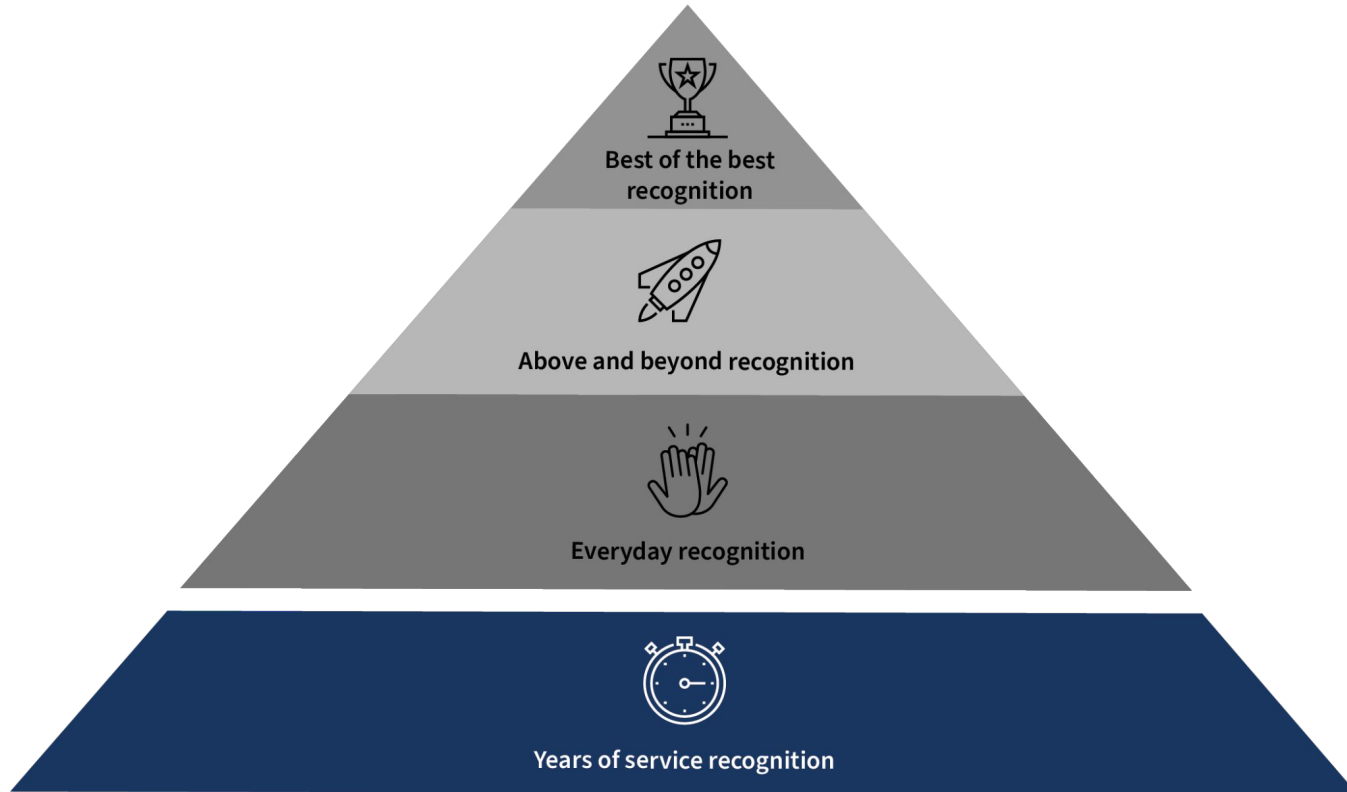 Best of the best
recognition
Above and beyond recognition
Everyday recognition
Years of service recognition